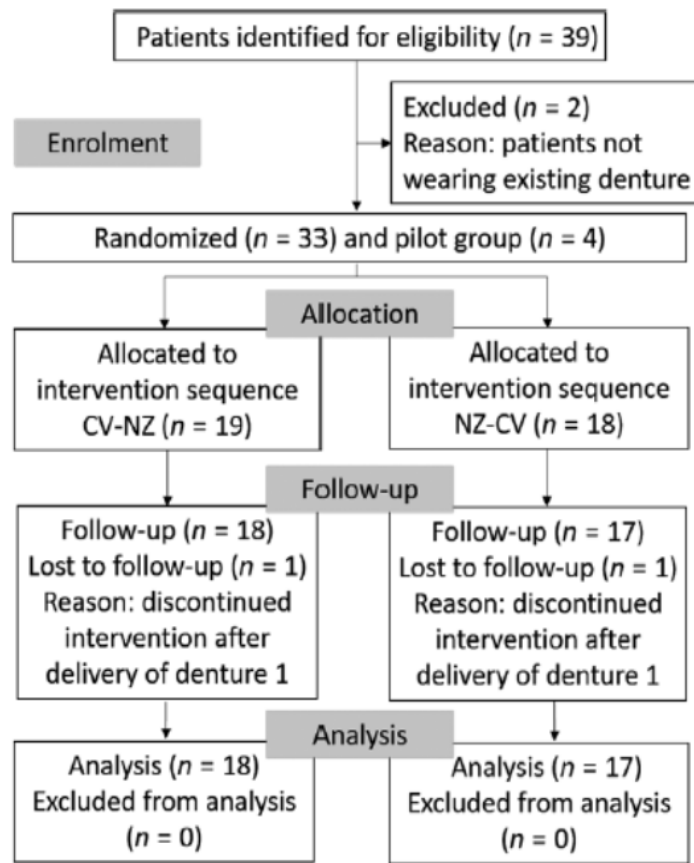 Patients identified for eligibility (n = 39)
Excluded (n = 2)
Reason: patients not
wearing existing denture
Enrolment
Randomized (n = 33) and pilot group (n = 4)
Allocation
Allocated to
intervention sequence
CV-NZ (n = 19)
Allocated to
intervention sequence
NZ-CV (n = 18)
Follow-up
Follow-up (n = 18)
Lost to follow-up (n = 1)
Reason: discontinued
intervention after
delivery of denture 1
Follow-up (n = 17)
Lost to follow-up (n = 1)
Reason: discontinued
intervention after
delivery of denture 1
Analysis
Analysis (n = 18)
Excluded from analysis
(n = 0)
Analysis (n = 17)
Excluded from analysis
(n = 0)